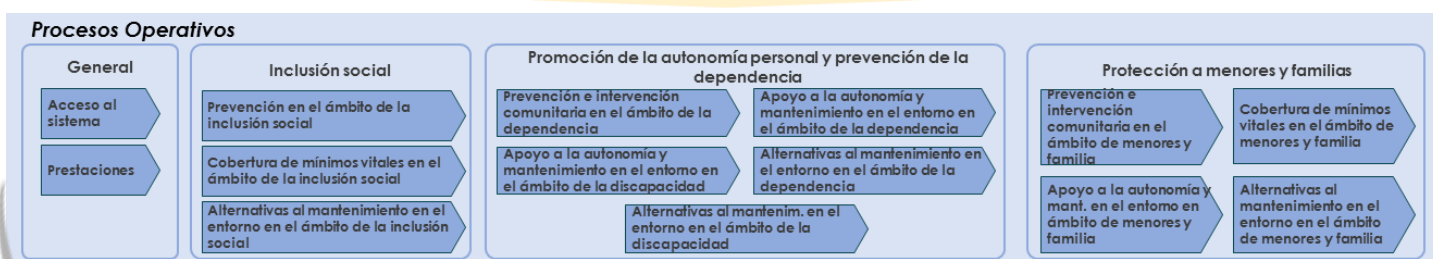 Procesos Operativos
General
Acceso al
sistema
Prestaciones
Inclusión social
Prevención en el ámbito de la
inclusión social
Cobertura de mínimos vitales en el
ámbito de la inclusión social
Alternativas al mantenimiento en el
entorno en el ámbito de la inclusión
social
Promoción de la autonomía personal y prevención de la
dependencia
Prevención e intervención
comunitaria en el ámbito de la
dependencia
Apoyo a la autonomía y
mantenimiento en el entorno en
el ámbito de la dependencia
Apoyo a la autonomía y
mantenimiento en el entorno en
el ámbito de la discapacidad
Alternativas al mantenimiento en
el entorno en el ámbito de la
dependencia
Alternativas al mantenim. en el
entorno en el ámbito de la
discapacidad
Protección a menores y familias
Prevención e
intervención
comunitaria en el
ámbito de menores y
familia
Cobertura de mínimos
vitales en el ámbito de
menores y familia
Apoyo a la autonomía y
mant. en el entorno en
ámbito de menores y
familia
Alternativas al
mantenimiento en el
entorno en el ámbito
de menores y familia